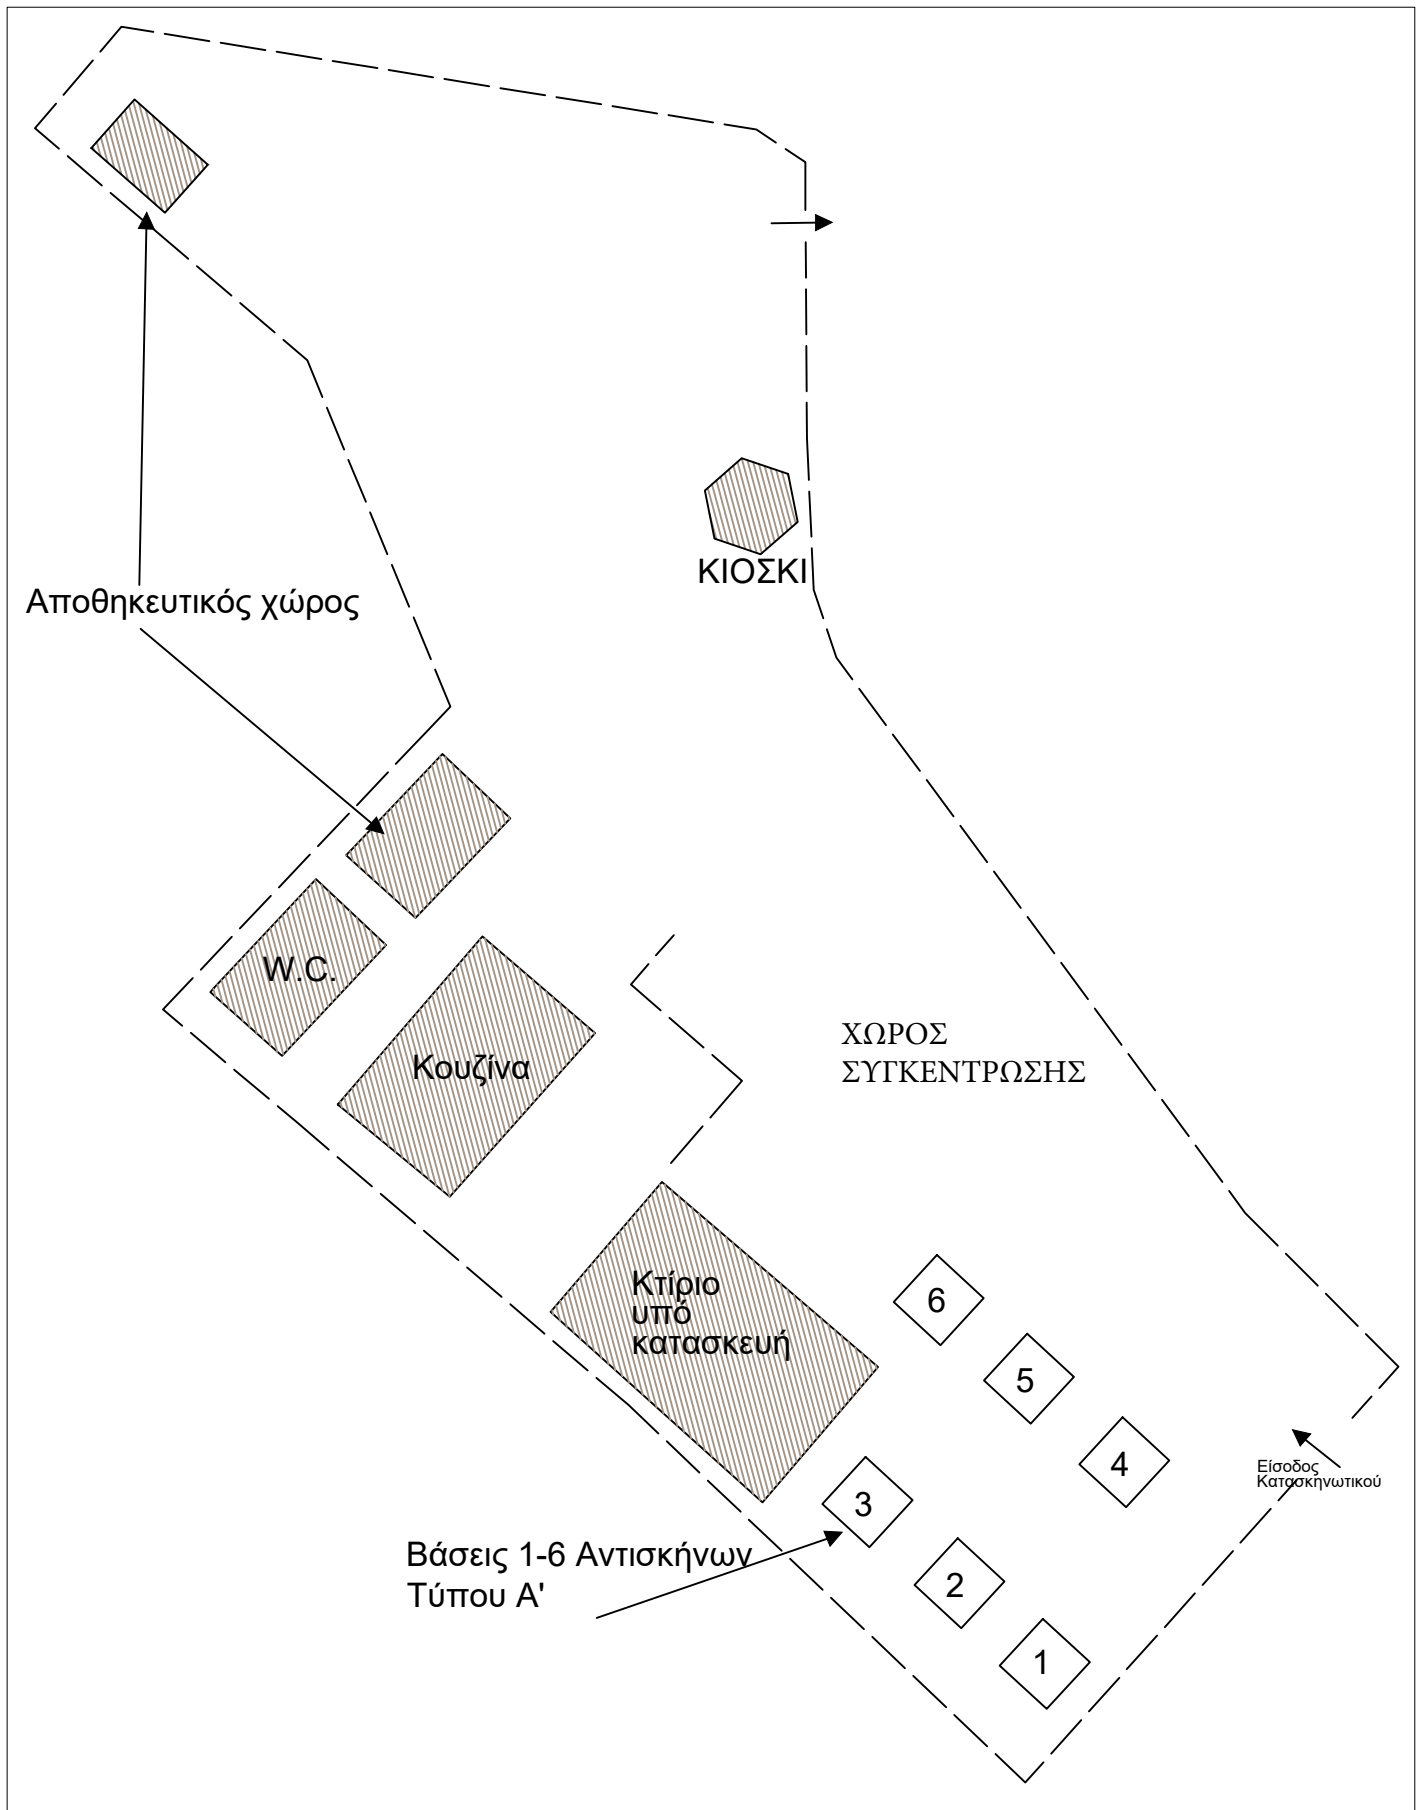 ΚΙΟΣΚΙ
Αποθηκευτικός χώρος
W.C.
Κουζίνα
ΧΩΡΟΣ
ΣΥΓΚΕΝΤΡΩΣΗΣ
Κτίριο
υπό
κατασκευή
6
5
4
3
2
1
Είσοδος
Κατασκηνωτικού
Βάσεις 1-6 Αντισκήνων
Τύπου Α'